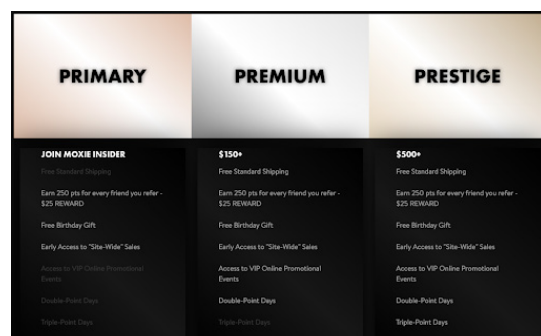 PRIMARY
PREMIUM
PRESTIGE
JOIN MOXIE INSIDER
Free Standard Shipping
Earn 250 pts for every friend you refer -
$25 REWARD
Free Birthday Gift
Early Access to "Site-Wide" Sales
Access to VIP Online Promotional
Events
Double-Point Days
Triple-Point Days
$150+
Free Standard Shipping
Earn 250 pts for every friend you refer -
$25 REWARD
Free Birthday Gift
Early Access to "Site-Wide" Sales
Access to VIP Online Promotional
Events
Double-Point Days
Triple-Point Days
$500+
Free Standard Shipping
Earn 250 pts for every friend you refer -
$25 REWARD
Free Birthday Gift
Early Access to "Site-Wide" Sales
Access to VIP Online Promotional
Events
Double-Point Days
Triple-Point Days